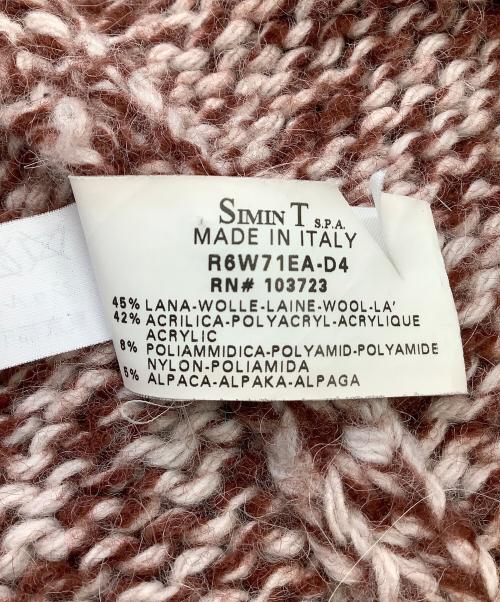 SIMIN T S.P.A.
MADE IN ITALY
R6W71EA-D4
RN# 103723
45% LANA-WOLLE-LAINE-WOOL-LA'
42% ACRILICA-POLYACRYL-ACRYLIQUE
ACRYLIC
8% POLIAMMIDICA-POLYAMID-POLYAMIDE
NYLON-POLIAMIDA
5% ALPACA-ALPAKA-ALPAGA